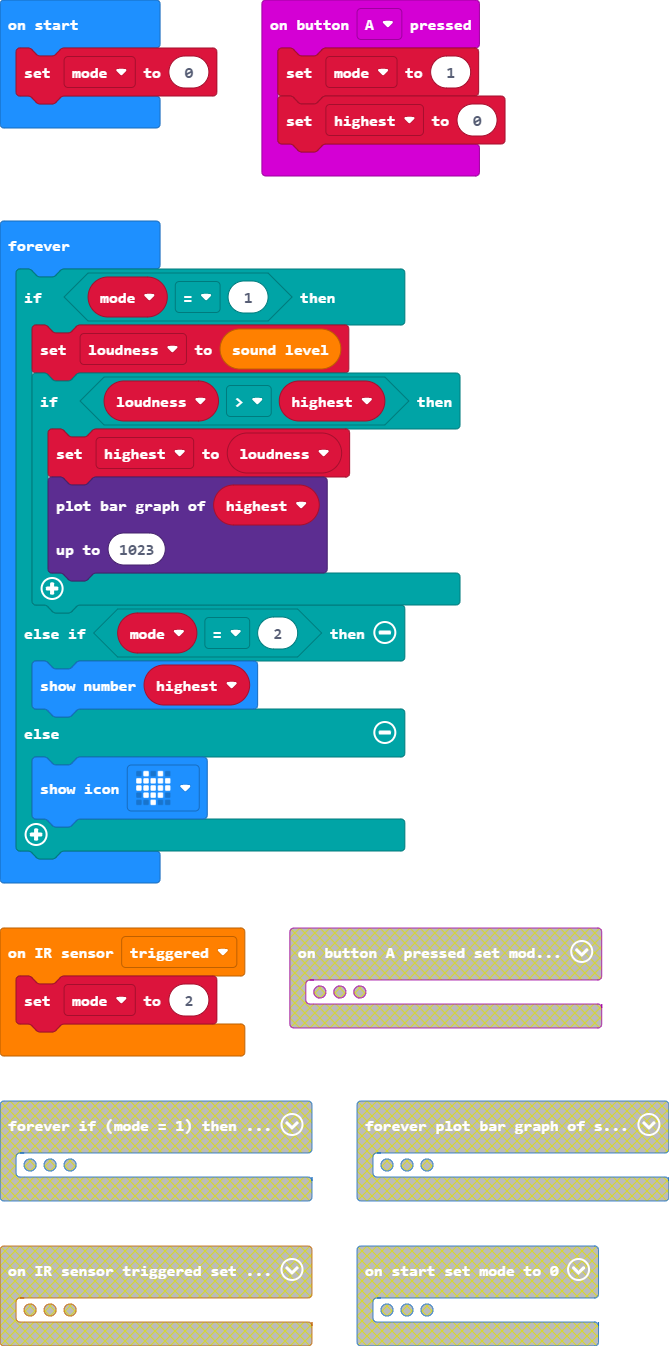 on start
set mode to 0
on button A pressed
set mode to 1
set highest to 0
forever
if mode = 1 then
set loudness to sound level
if loudness > highest then
set highest to loudness
plot bar graph of highest
up to 1023
else if mode = 2 then
show number highest
else
show icon
on IR sensor triggered
set mode to 2
on button A pressed set mod...
forever if (mode = 1) then ...
forever plot bar graph of s...
on IR sensor triggered set ...
on start set mode to 0